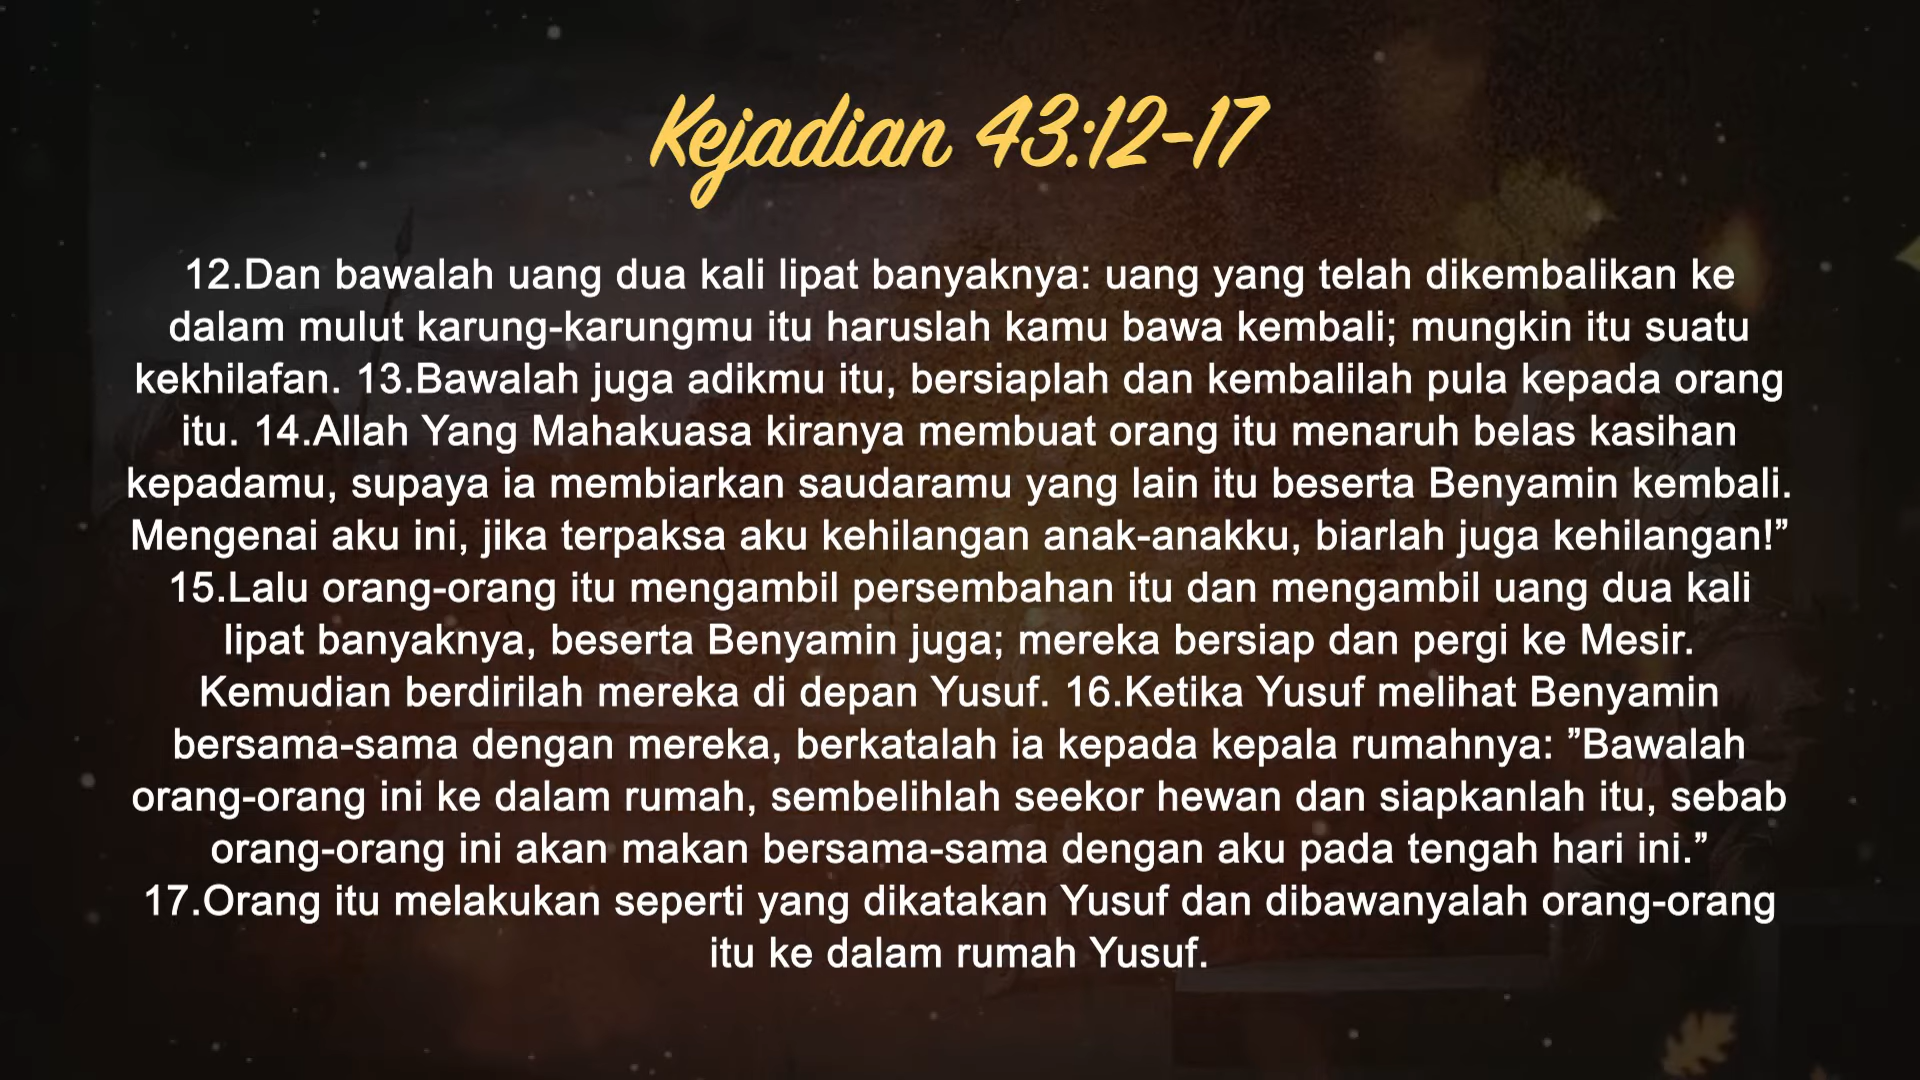 Kejadian 43:12-17
12.Dan bawalah uang dua kali lipat banyaknya: uang yang telah dikembalikan ke
dalam mulut karung-karungmu itu haruslah kamu bawa kembali; mungkin itu suatu
kekhilafan. 13.Bawalah juga adikmu itu, bersiaplah dan kembalilah pula kepada orang
itu. 14.Allah Yang Mahakuasa kiranya membuat orang itu menaruh belas kasihan
kepadamu, supaya ia membiarkan saudaramu yang lain itu beserta Benyamin kembali.
Mengenai aku ini, jika terpaksa aku kehilangan anak-anakku, biarlah juga kehilangan!”
15.Lalu orang-orang itu mengambil persembahan itu dan mengambil uang dua kali
lipat banyaknya, beserta Benyamin juga; mereka bersiap dan pergi ke Mesir.
Kemudian berdirilah mereka di depan Yusuf. 16.Ketika Yusuf melihat Benyamin
bersama-sama dengan mereka, berkatalah ia kepada kepala rumahnya: ”Bawalah
orang-orang ini ke dalam rumah, sembelihlah seekor hewan dan siapkanlah itu, sebab
orang-orang ini akan makan bersama-sama dengan aku pada tengah hari ini.”
17.Orang itu melakukan seperti yang dikatakan Yusuf dan dibawanyalah orang-orang
itu ke dalam rumah Yusuf.